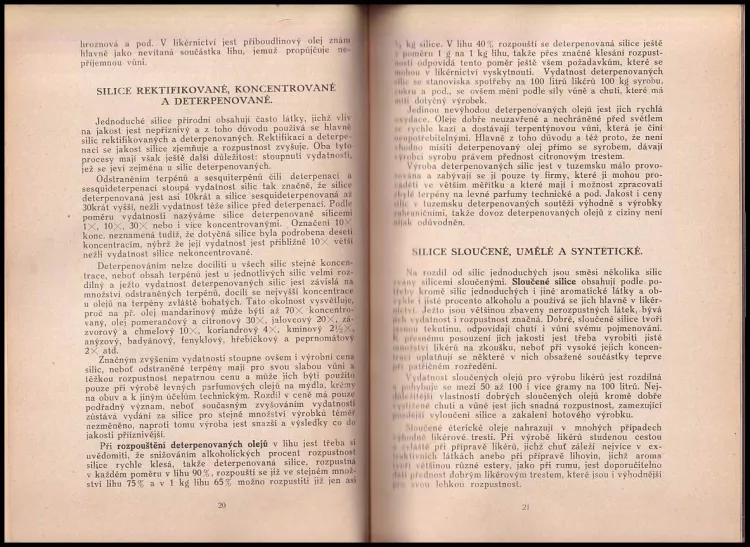 hroznová a pod. V likérnictví jest přiboudlinový olej znám
hlavně jako nevítaná součástka lihu, jemuž propůjčuje ne-
příjemnou vůni.
SILICE REKTIFIKOVANÉ, KONCENTROVANÉ
A DETERPENOVANÉ.
Jednoduché silice přírodní obsahují často látky, jichž vliv
na jakost jest nepříznivý a z toho důvodu používá se hlavně
silic rektifikovaných a deterpenovaných. Rektifikací a deterpe-
nací se jakost silice zjemňuje a rozpustnost zvyšuje. Oba tyto
procesy mají však ještě další důležitost: stoupnutí vydatnosti,
jež se jeví zejména u silic deterpenovaných.
Odstraněním terpénů a sesquiterpénů čili deterpenací a
sesquideterpenací stoupá vydatnost silic tak značně, že silice
deterpenovaná jest asi 10krát a silice sesquideterpenovaná až
30krát vyšší, nežli vydatnost téže silice před deterpenací. Podle
poměru vydatnosti nazýváme silice deterpenované silicemi
1×, 10×, 30× nebo i více koncentrovanými. Označení 10×
konc. neznamená tudíž, že dotyčná silice byla podrobena deseti
koncentracím, nýbrž že její vydatnost jest přibližně 10× větší
nežli vydatnost silice nekoncentrované.
Deterpenováním nelze docíliti u všech silic stejné koncen-
trace, neboť obsah terpénů jest u jednotlivých silic velmi roz-
dílný a ježto vydatnost deterpenovaných silic jest závislá na
množství odstraněných terpénů, docílí se nejvyšší koncentrace
u olejů na terpény zvláště bohatých. Tato okolnost vysvětluje,
proč na př. olej mandarinový může býti až 70× koncentro-
vaný, olej pomerančový a citronový 30×, jalovcový 20×, zá-
zvorový a chmelový 10×, koriandrový 4×, kmínový 2½×,
anýzový, badyánový, fenyklový, hřebíčkový a peprnomátový
2× atd.
Značným zvýšením vydatnosti stoupne ovšem i výrobní cena
silic, neboť odstraněné terpény mají pro svou slabou vůni a
těžkou rozpustnost nepatrnou cenu a může jich býti použito
pouze při výrobě levných parfumových olejů na mýdla, krémy
na obuv a k jiným účelům technickým. Rozdíl v ceně má pouze
podřadný význam, neboť současným zvyšováním vydatnosti
zůstává vydání za silice pro stejné množství výrobků téměř
nezměněno, naproti tomu výroba jest snazší a výsledky co do
jakosti příznivější.
Při rozpouštění deterpenovaných olejů v lihu jest třeba si
uvědomiti, že snižováním alkoholických procent rozpustnost
silice rychle klesá, takže deterpenovaná silice, rozpustná
v každém poměru v lihu 90%, rozpouští se již ve stejném množ-
ství lihu 75% a v 1 kg lihu 65% možno rozpustiti již jen asi
20
kg silice. V lihu 40% rozpouští se deterpenovaná silice ještě
poměru 1 g na 1 kg lihu, takže přes značné klesání rozpust-
nosti odpovídá tento poměr ještě všem požadavkům, které se
mohou v likérnictví vyskytnouti. Vydatnost deterpenovaných
silic se stanoviska spotřeby na 100 litrů likérů 100 kg syrobu,
cukru a pod., se ovšem mění podle síly vůně a chuti, které má
míti dotyčný výrobek.
Jedinou nevýhodou deterpenovaných olejů jest jich rychlá
oxydace. Oleje dobře neuzavřené a nechráněné před světlem
se rychle kazí a dostávají terpentýnovou vůni, která je činí
neupotřebitelnými. Hlavně z toho důvodu a též proto, že není
vhodno mísiti deterpenovaný olej přímo se syrobem, dávají
výrobci syrobu právem přednost citronovým trestem.
Výroba deterpenovaných silic jest v tuzemsku málo provo-
zována a zabývají se jí pouze ty firmy, které ji mohou pro-
váděti ve větším měřítku a které mají i možnost zpracovati
zbylé terpény na levné parfumy technické a pod. Jakost i ceny
silic v tuzemsku deterpenovaných soutěží výhodně s výrobky
zahraničními, takže dovoz deterpenovaných olejů z ciziny není
nijak odůvodněn.
SILICE SLOUČENÉ, UMĚLÉ A SYNTETICKÉ.
Na rozdíl od silic jednoduchých jsou směsi několika silic
zvány silicemi sloučenými. Sloučené silice obsahují podle po-
třeby kromě silic jednoduchých i jiné aromatické látky a ob-
vykle i jisté procento alkoholu a používá se jich hlavně v likér-
nictví. Ježto jsou většinou zbaveny nerozpustných látek, bývá
jich vydatnost i rozpustnost značná. Dobré, sloučené silice tvoří
jasnou tekutinu, odpovídající chutí i vůní svému pojmenování.
K přesnému posouzení jich jakosti jest třeba vyrobiti jisté
množství likérů na zkoušku, neboť při vysoké jejich koncen-
traci uplatňují se některé v nich obsažené součástky teprve
při patřičném rozředění.
Vydatnost sloučených olejů pro výrobu likérů jest rozdílná
a pohybuje se mezi 50 až 100 i více gramy na 100 litrů. Nej-
důležitější vlastností dobrých sloučených olejů kromě dobře
vystižené chuti a vůně jest jich snadná rozpustnost, zamezující
pozdější vyloučení silice a zakalení hotového výrobku.
Sloučené éterické oleje nahrazují v mnohých případech
výhodně likérové tresti. Při výrobě likérů studenou cestou
a zvláště při přípravě likérů, jichž chuť záleží nejvíce v ex-
traktivních látkách anebo při přípravě lihovin, jichž aroma
tvoří většinou různé estery, jako při rumu, jest doporučitelno
dáti přednost dobrým likérovým trestem, které jsou i výhodnější
pro svou lehkou rozpustnost.
21